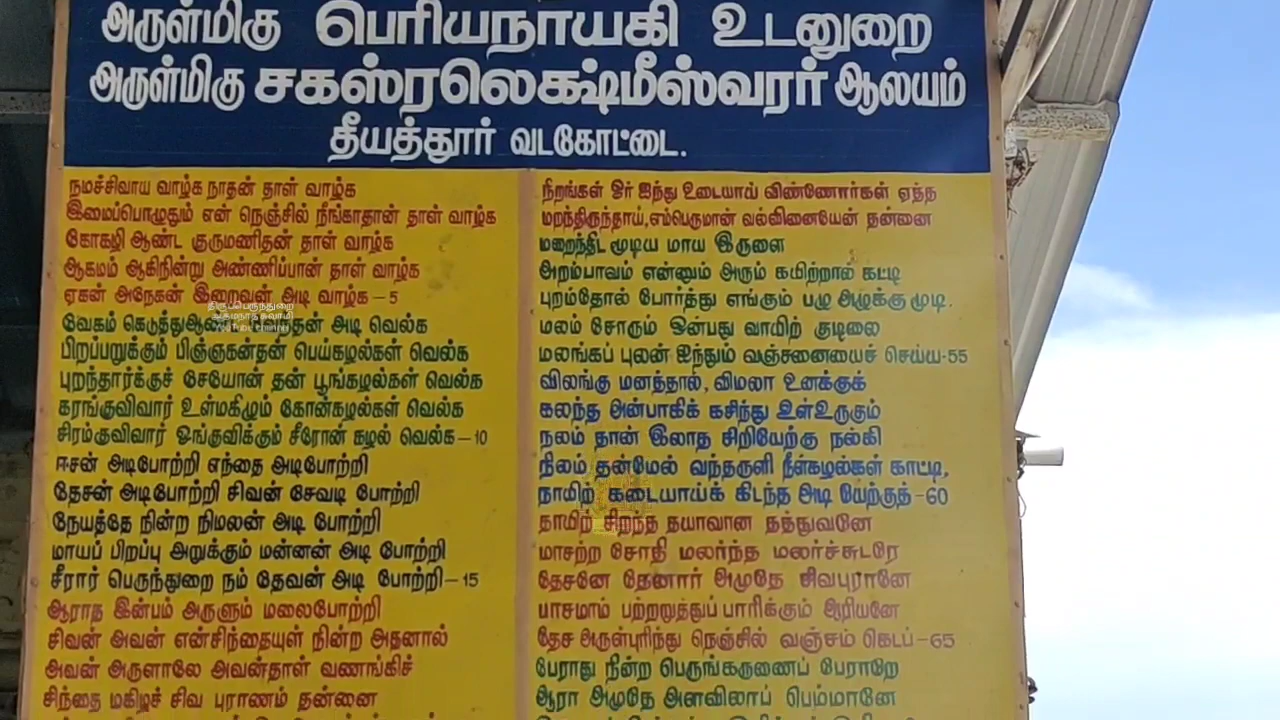 அருள்மிகு பெரியநாயகி உடனுறை
அருள்மிகு சகஸ்ரலெக்ஷ்மீஸ்வரர் ஆலயம்
தீயத்தூர் வடகோட்டை.
நமச்சிவாய வாழ்க நாதன் தாள் வாழ்க
இமைப்பொழுதும் என் நெஞ்சில் நீங்காதான் தாள் வாழ்க
கோகழி ஆண்ட குருமணிதன் தாள் வாழ்க
ஆகமம் ஆகிநின்று அண்ணிப்பான் தாள் வாழ்க
ஏகன் அநேகன் இறைவன் அடி வாழ்க – 5
வேகம் கெடுத்துஆண்ட அடி வெல்க
பிறப்பறுக்கும் பிஞ்ஞகன்தன் பெய்கழல்கள் வெல்க
புறந்தார்க்குச் சேயோன் தன் பூங்கழல்கள் வெல்க
கரங்குவிவார் உள்மகிழும் கோன்கழல்கள் வெல்க
சிரம்குவிவார் ஓங்குவிக்கும் சீரோன் கழல் வெல்க – 10
ஈசன் அடிபோற்றி எந்தை அடிபோற்றி
தேசன் அடிபோற்றி சிவன் சேவடி போற்றி
நேயத்தே நின்ற நிமலன் அடி போற்றி
மாயப் பிறப்பு அறுக்கும் மன்னன் அடி போற்றி
சீரார் பெருந்துறை நம் தேவன் அடி போற்றி – 15
ஆராத இன்பம் அருளும் மலைபோற்றி
சிவன் அவன் என்சிந்தையுள் நின்ற அதனால்
அவன் அருளாலே அவன்தாள் வணங்கிச்
சிந்தை மகிழச் சிவ புராணம் தன்னை
நிறங்கள் ஓர் ஐந்து உடையாய் விண்ணோர்கள் ஏத்த
மறைந்திருந்தாய்,எம்பெருமான் வல்வினையேன் தன்னை
மறைந்திட மூடிய மாய இருளை
அறம்பாவம் என்னும் அரும் கயிற்றால் கட்டி
புறம்தோல் போர்த்து எங்கும் புழு அழுக்கு மூடி.
மலம் சோரும் ஒன்பது வாயிற் குடிலை
மலங்கப் புலன் ஐந்தும் வஞ்சனையைச் செய்ய-55
விலங்கு மனத்தால், விமலா உனக்குக்
கலந்த அன்பாகிக் கசிந்து உள்உருகும்
நலம் தான் இலாத சிறியேற்கு நல்கி
நிலம் தன்மேல் வந்தருளி நீள்கழல்கள் காட்டி,
நாயிற் கடையாய்க் கிடந்த அடி யேற்குத் -60
தாயிற் சிறந்த தயாவான தத்துவனே
மாசற்ற சோதி மலர்ந்த மலர்ச்சுடரே
தேசனே தேனார் அமுதே சிவபுரானே
பாசமாம் பற்றறுத்துப் பாரிக்கும் ஆரியனே
தேச அருள்புரிந்து நெஞ்சில் வஞ்சம் கெடப் -65
பேராது நின்ற பெருங்கருணைப் பேராறே
ஆரா அமுதே அளவிலாப் பெம்மானே